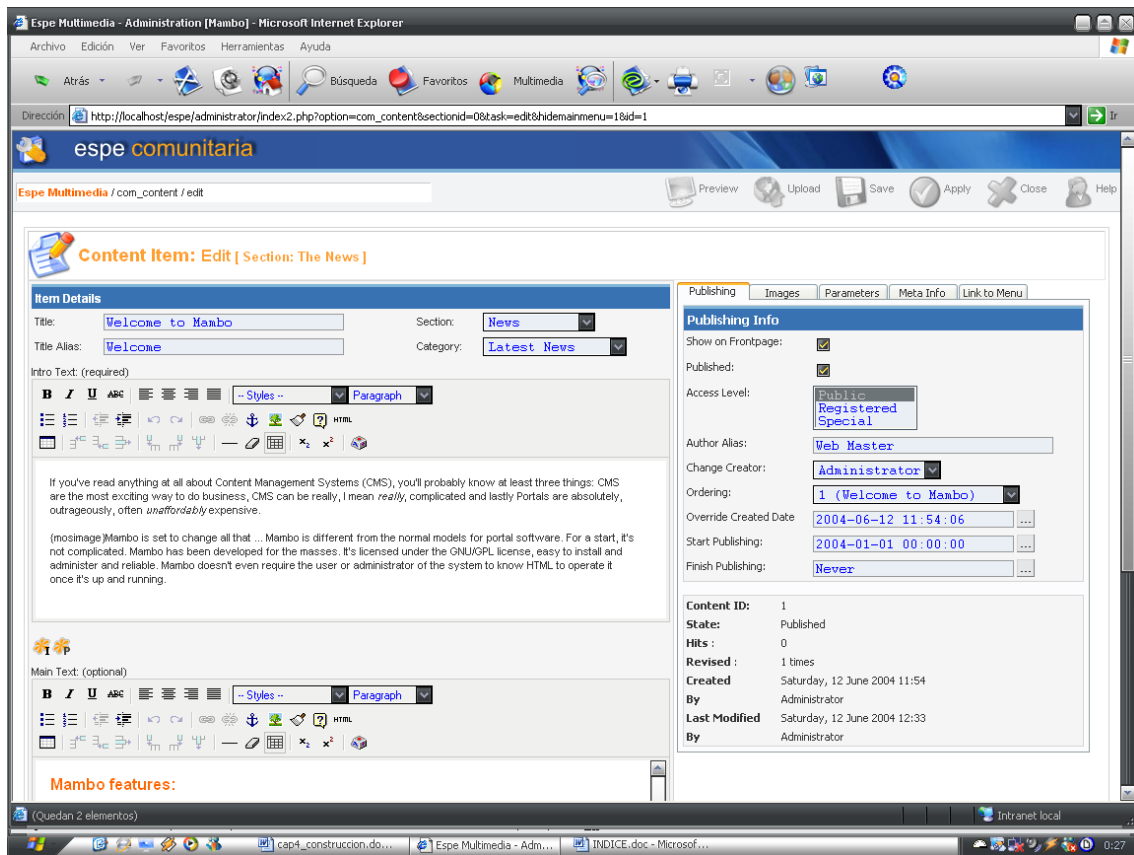 Espe Multimedia - Administration [Mambo] - Microsoft Internet Explorer
Archivo Edición Ver Favoritos Herramientas Ayuda
Atrás Búsqueda Favoritos Multimedia
Dirección http://localhost/espe/administrator/index2.php?option=com_content&sectionid=0&task=edit&hidemainmenu=1&id=1 Ir
espe comunitaria
Espe Multimedia / com_content / edit
Preview Upload Save Apply Close Help
Content Item: Edit [ Section: The News ]
Item Details
Title: Welcome to Mambo Section: News
Title Alias: Welcome Category: Latest News
Intro Text: (required)
B I U ABC -- Styles -- Paragraph
HTML
If you've read anything at all about Content Management Systems (CMS), you'll probably know at least three things: CMS
are the most exciting way to do business, CMS can be really, I mean really, complicated and lastly Portals are absolutely,
outrageously, often unaffordably expensive.
{mosimage}Mambo is set to change all that ... Mambo is different from the normal models for portal software. For a start, it's
not complicated. Mambo has been developed for the masses. It's licensed under the GNU/GPL license, easy to install and
administer and reliable. Mambo doesn't even require the user or administrator of the system to know HTML to operate it
once it's up and running.
Main Text: (optional)
B I U ABC -- Styles -- Paragraph
HTML
Mambo features:
Publishing Images Parameters Meta Info Link to Menu
Publishing Info
Show on Frontpage:
Published:
Access Level: Public
Registered
Special
Author Alias: Web Master
Change Creator: Administrator
Ordering: 1 (Welcome to Mambo)
Override Created Date 2004-06-12 11:54:06 ...
Start Publishing: 2004-01-01 00:00:00 ...
Finish Publishing: Never ...
Content ID: 1
State: Published
Hits : 0
Revised : 1 times
Created Saturday, 12 June 2004 11:54
By Administrator
Last Modified Saturday, 12 June 2004 12:33
By Administrator
(Quedan 2 elementos) Intranet local
cap4_construccion.do... Espe Multimedia - Adm... INDICE.doc - Microsof... 0:27